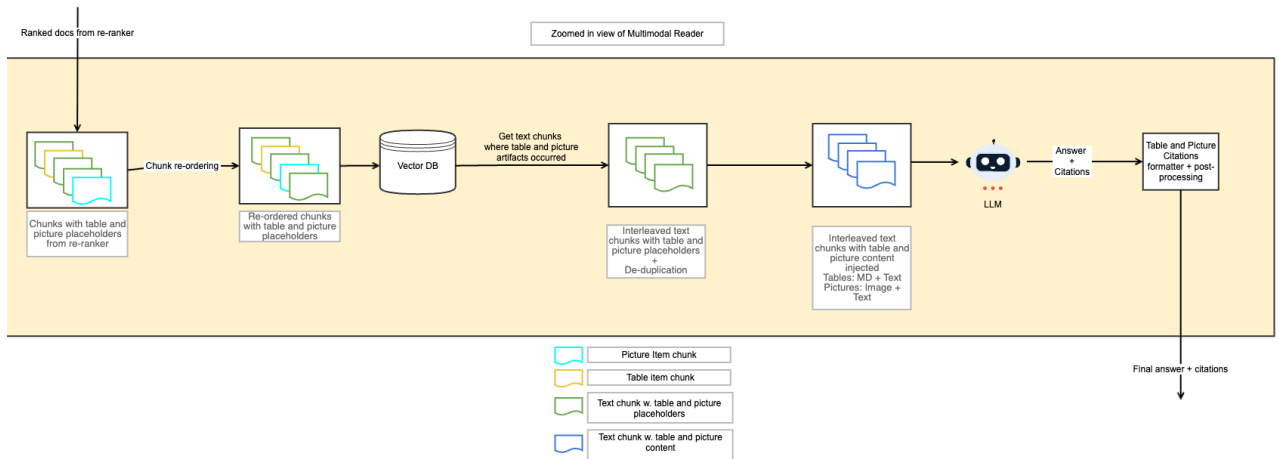 Ranked docs from re-ranker
Zoomed in view of Multimodal Reader
Chunk re-ordering
Vector DB
Get text chunks
where table and picture
artifacts occurred
LLM
Answer
+
Citations
Table and Picture
Citations
formatter + post-
processing
Chunks with table and
picture placeholders
from re-ranker
Re-ordered chunks
with table and picture
placeholders
Interleaved text
chunks with table and
picture placeholders
+
De-duplication
Interleaved text
chunks with table and
picture content
injected
Tables: MD + Text
Pictures: Image +
Text
Final answer + citations
Picture Item chunk
Table item chunk
Text chunk w. table and picture
placeholders
Text chunk w. table and picture
content